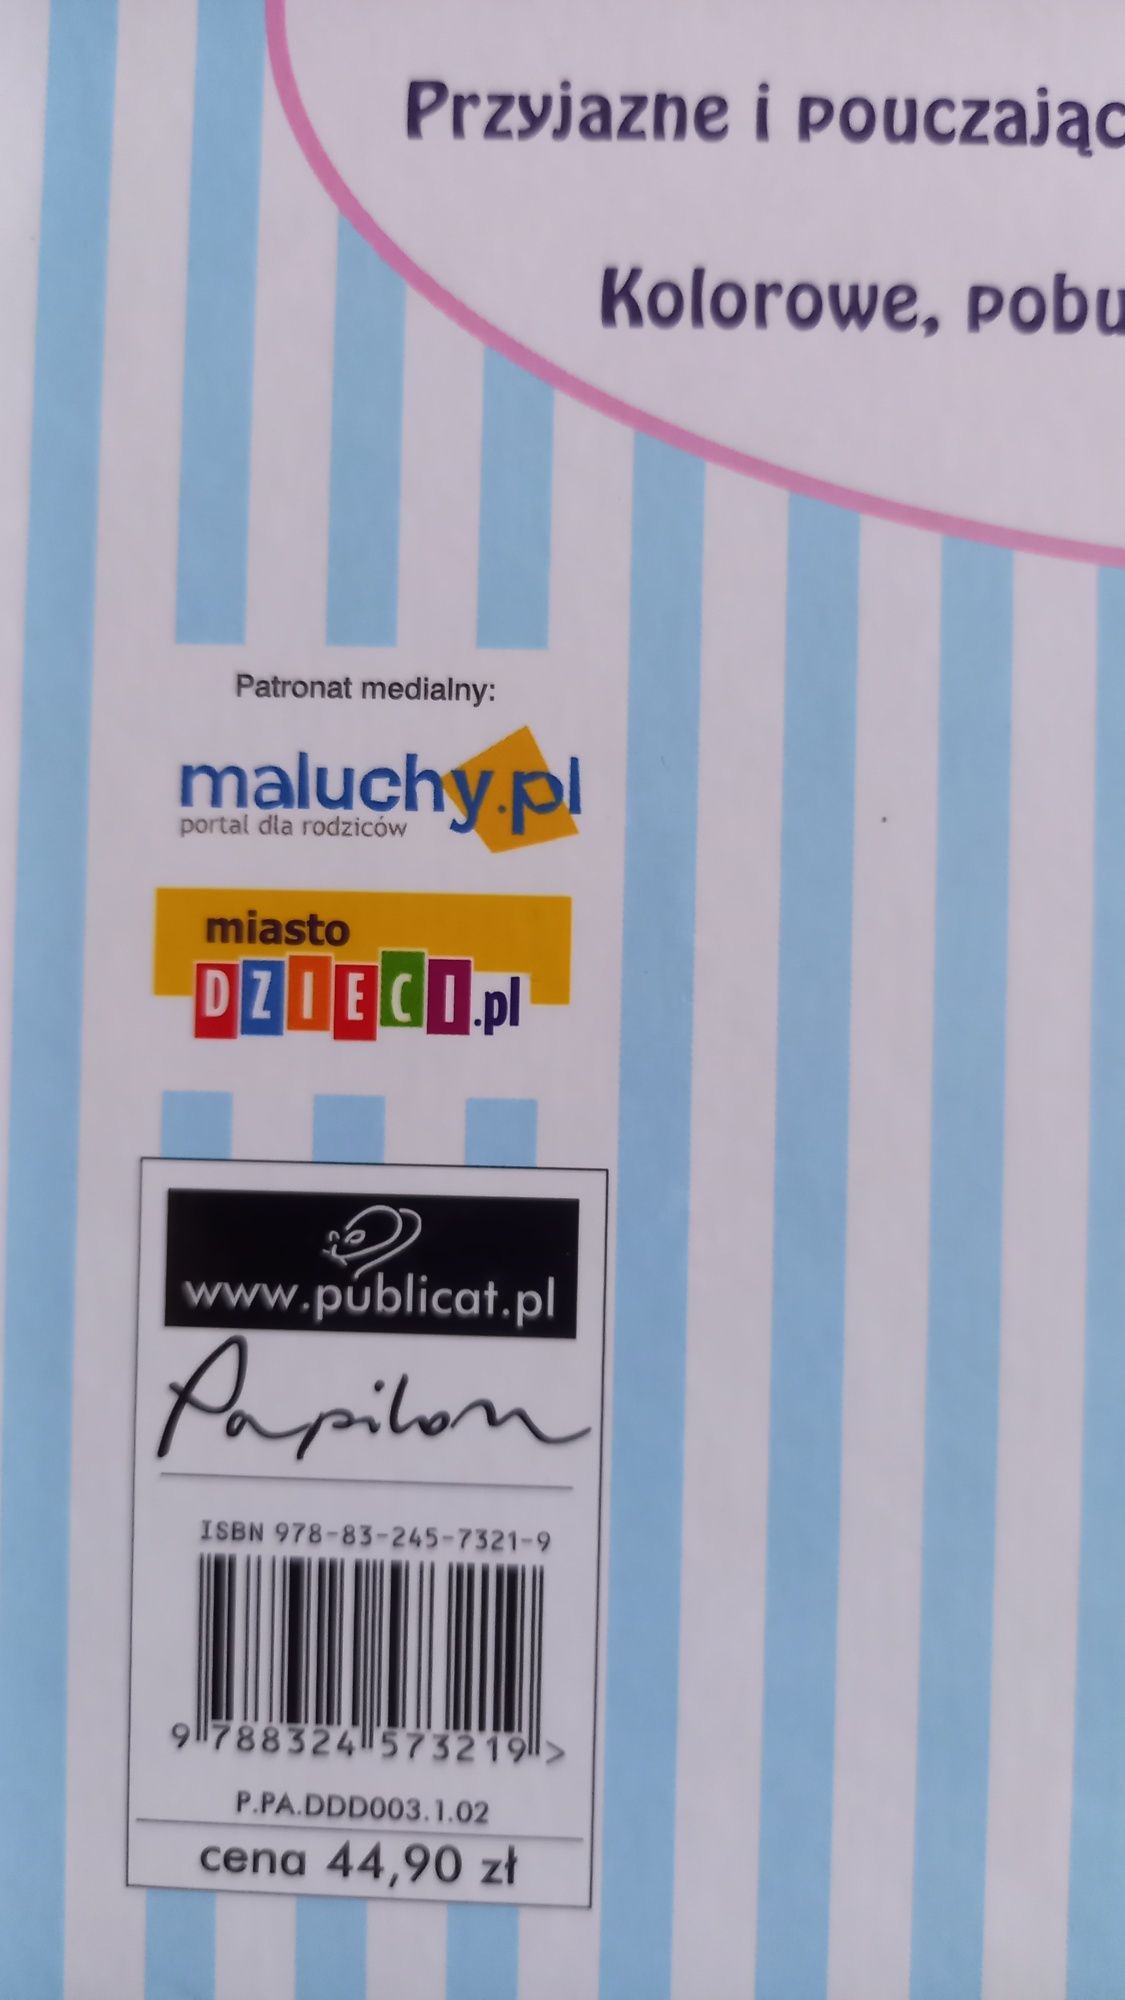 Przyjazne i pouczając
Kolorowe, pobu
Patronat medialny:
maluchy.pl
portal dla rodziców
miasto
DZIECI.pl
www.publicat.pl
Papilon
ISBN 978-83-245-7321-9
9 788324 573219 >
P.PA.DDD003.1.02
cena 44,90 zł